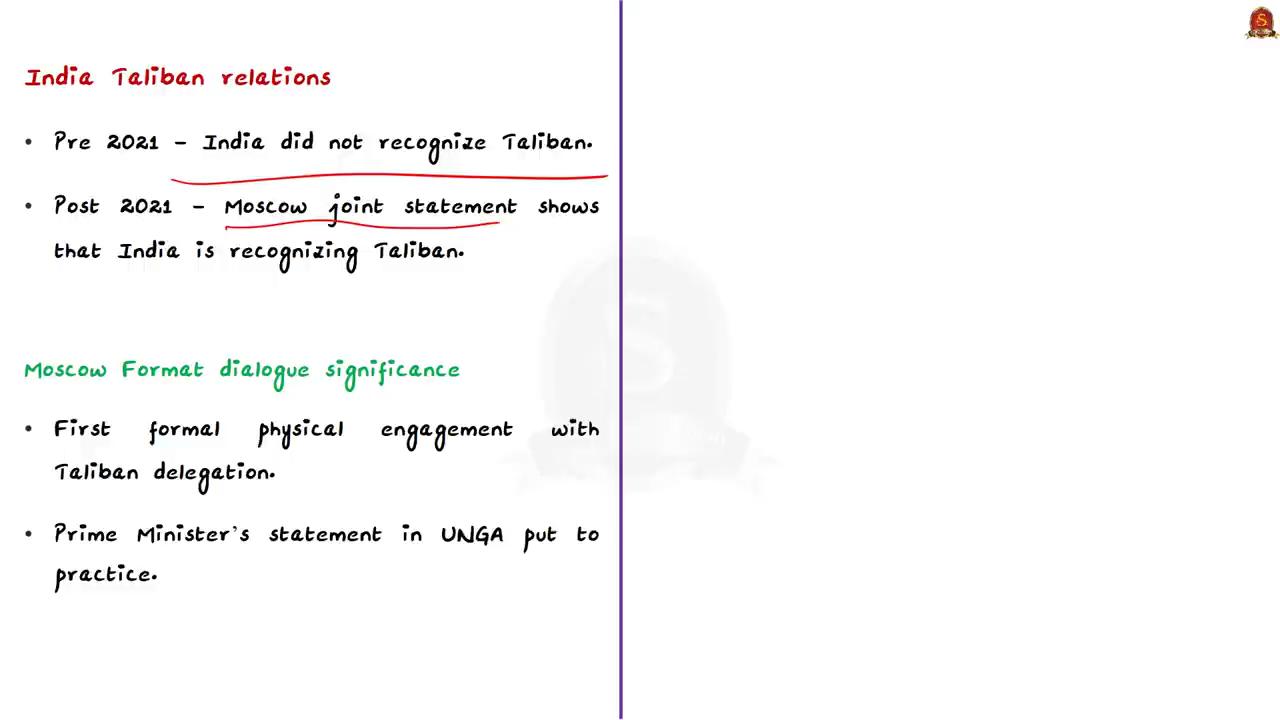 India Taliban relations
• Pre 2021 – India did not recognize Taliban.
• Post 2021 – Moscow joint statement shows
that India is recognizing Taliban.
Moscow Format dialogue significance
• First formal physical engagement with
Taliban delegation.
• Prime Minister's statement in UNGA put to
practice.